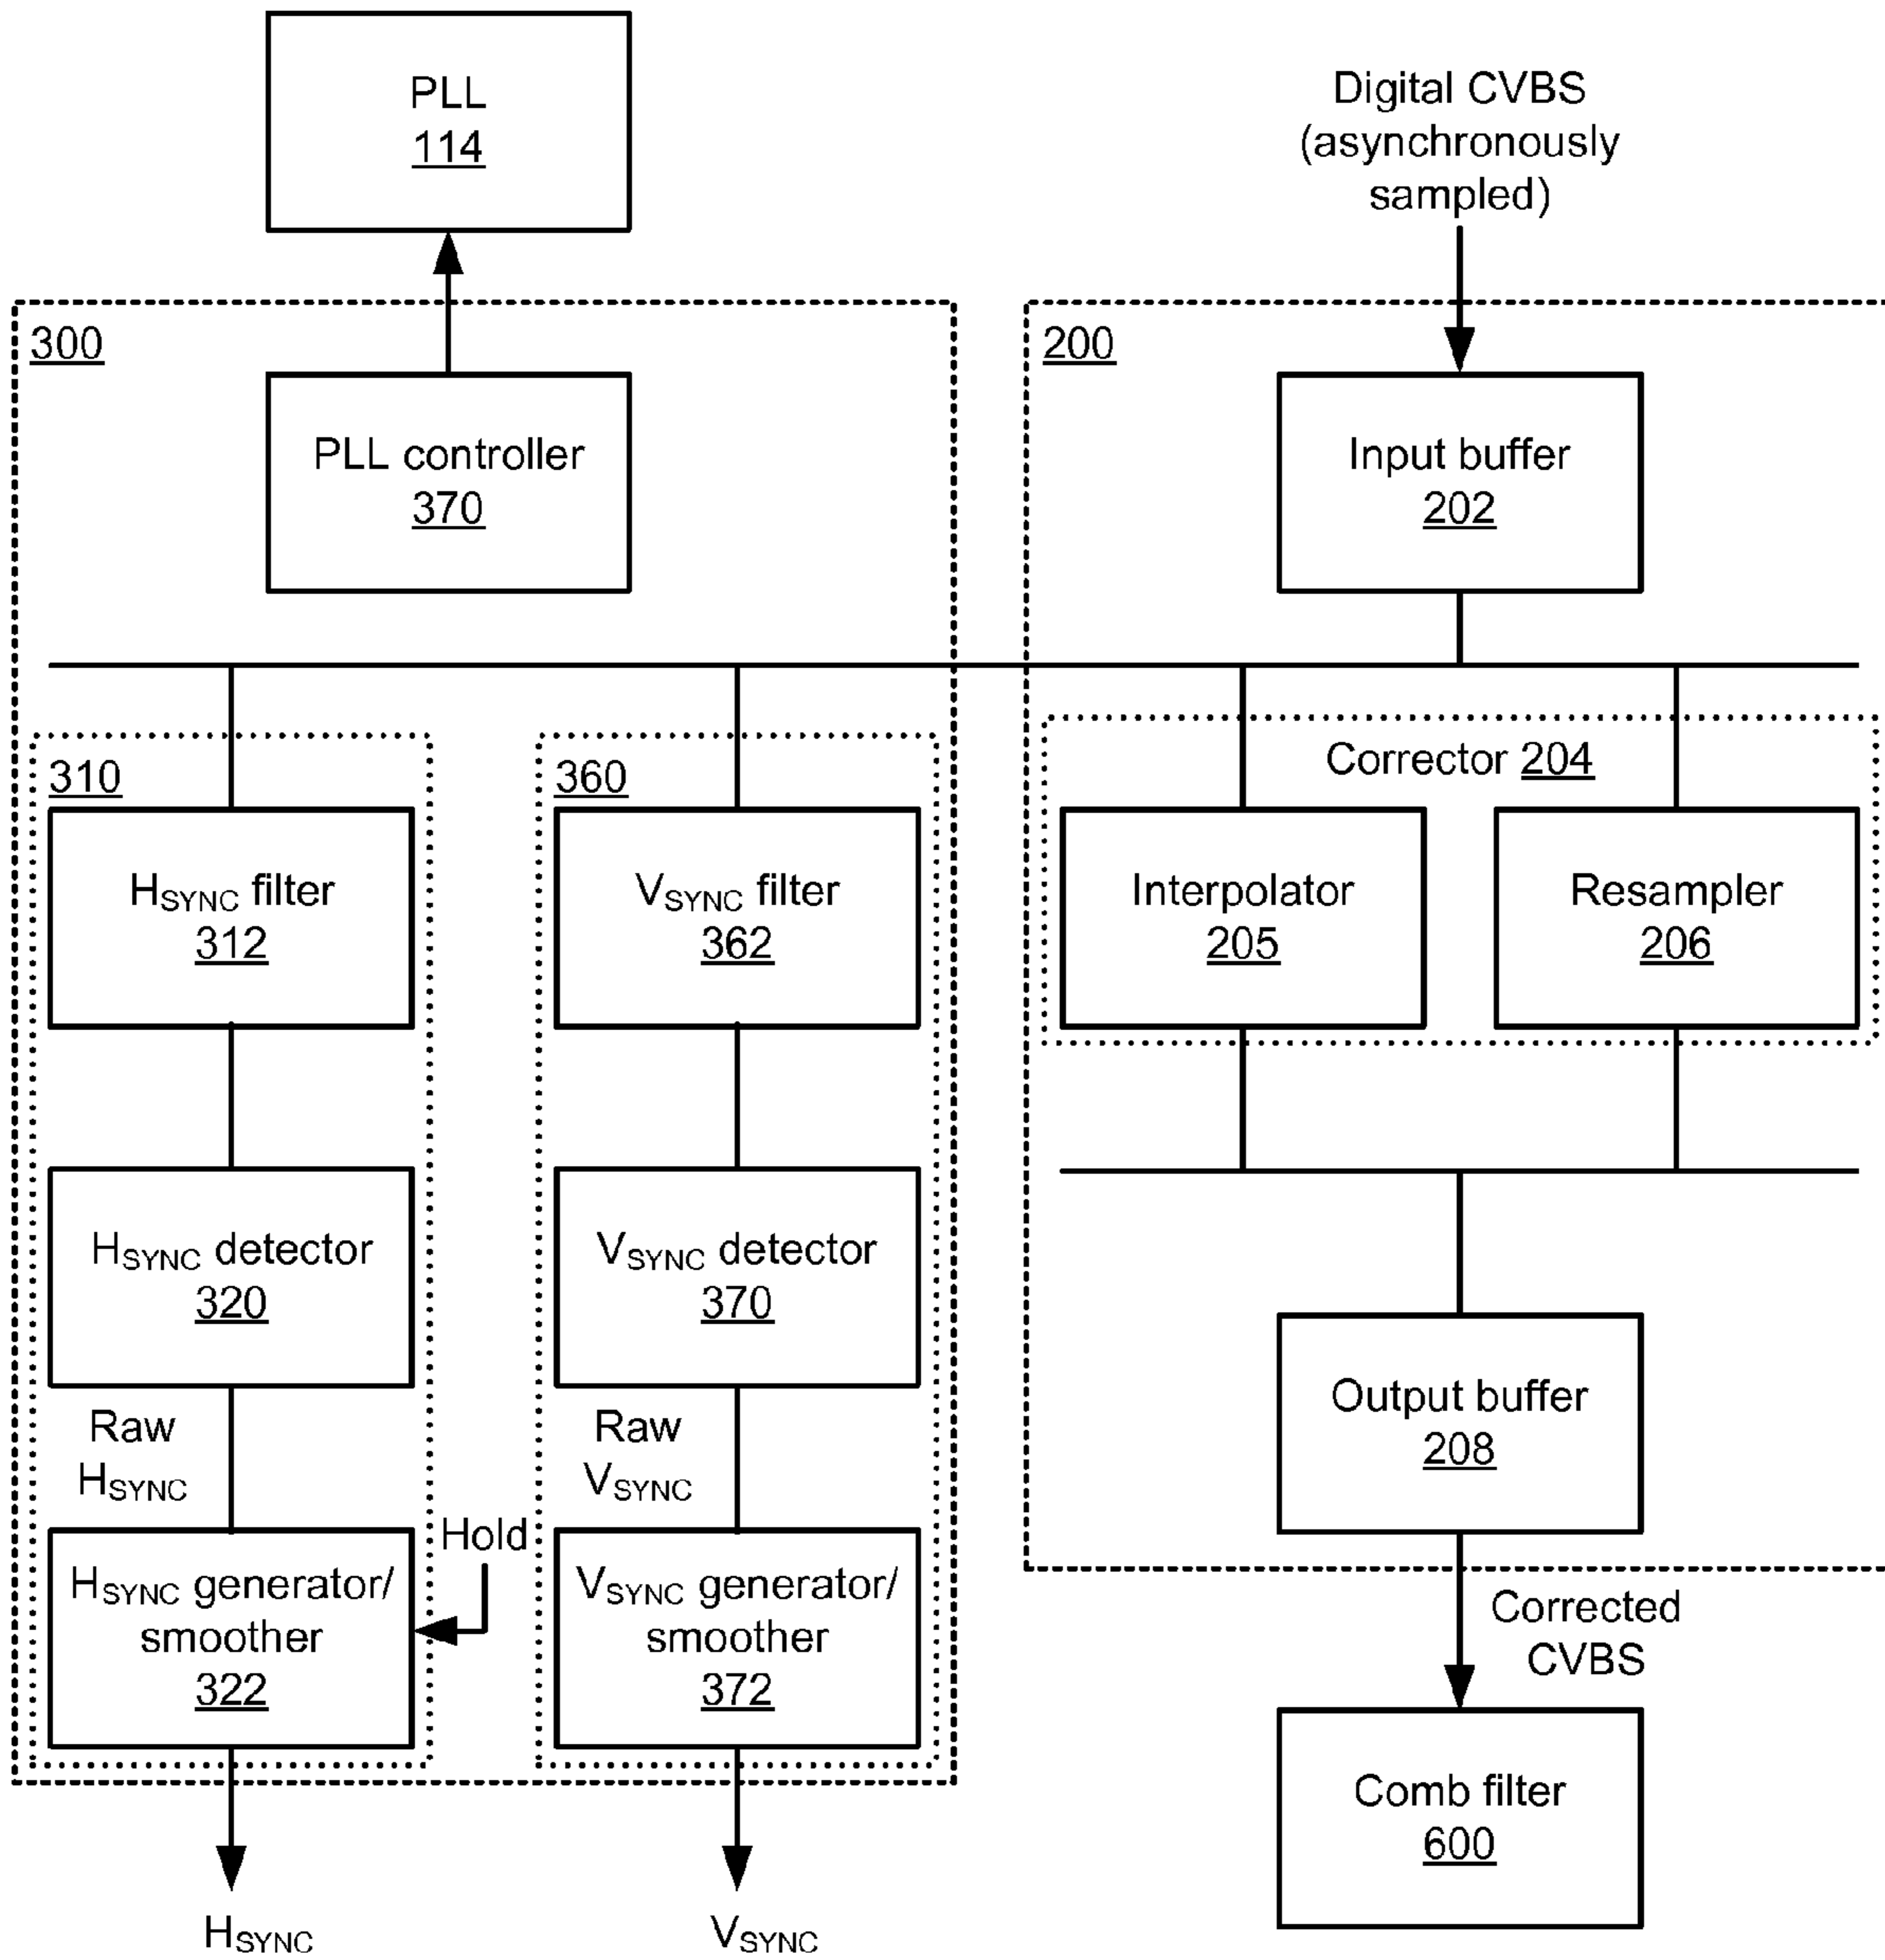 PLL
114
Digital CVBS
(asynchronously
sampled)
300
PLL controller
370
200
Input buffer
202
310
HSYNC filter
312
360
VSYNC filter
362
Corrector 204
Interpolator
205
Resampler
206
HSYNC detector
320
VSYNC detector
370
Output buffer
208
Raw
HSYNC
Raw
VSYNC
Hold
HSYNC generator/
smoother
322
VSYNC generator/
smoother
372
Corrected
CVBS
Comb filter
600
HSYNC
VSYNC